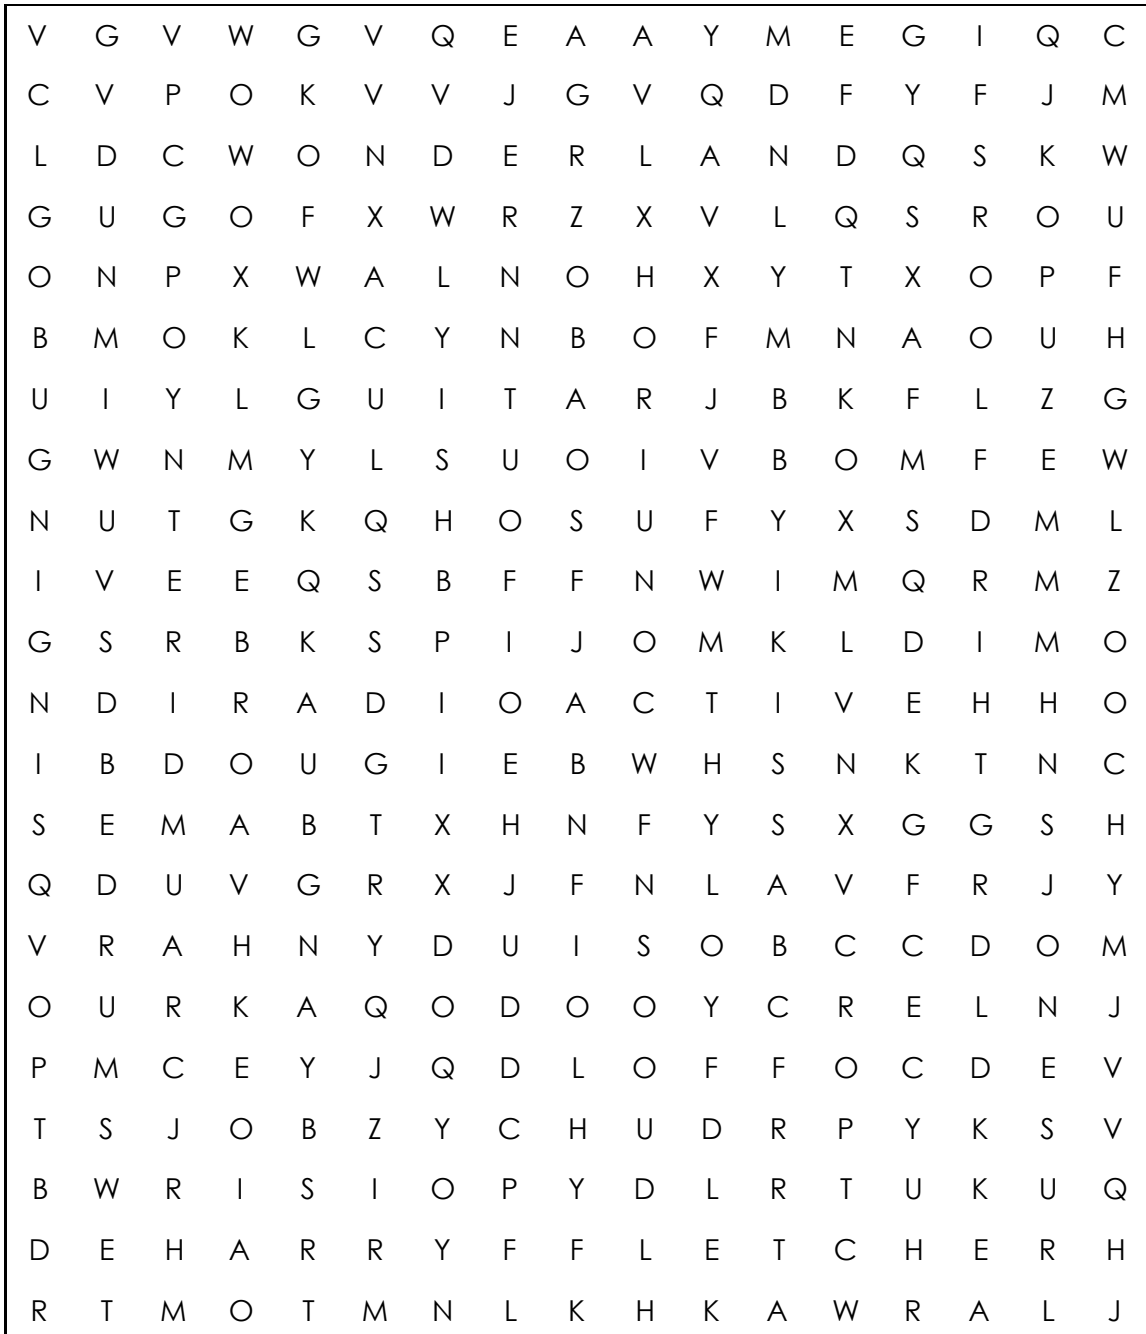 V G V W G V Q E A A Y M E G I Q C
C V P O K V V J G V Q D F Y F J M
L D C W O N D E R L A N D Q S K W
G U G O F X W R Z X V L Q S R O U
O N P X W A L N O H X Y T X O P F
B M O K L C Y N B O F M N A O U H
U I Y L G U I T A R J B K F L Z G
G W N M Y L S U O I V B O M F E W
N U T G K Q H O S U F Y X S D M L
I V E E Q S B F F N W I M Q R M Z
G S R B K S P I J O M K L D I M O
N D I R A D I O A C T I V E H H O
I B D O U G I E B W H S N K T N C
S E M A B T X H N F Y S X G G S H
Q D U V G R X J F N L A V F R J Y
V R A H N Y D U I S O B C C D O M
O U R K A Q O D O O Y C R E L N J
P M C E Y J Q D L O F F O C D E V
T S J O B Z Y C H U D R P Y K S V
B W R I S I O P Y D L R T U K U Q
D E H A R R Y F F L E T C H E R H
R T M O T M N L K H K A W R A L J